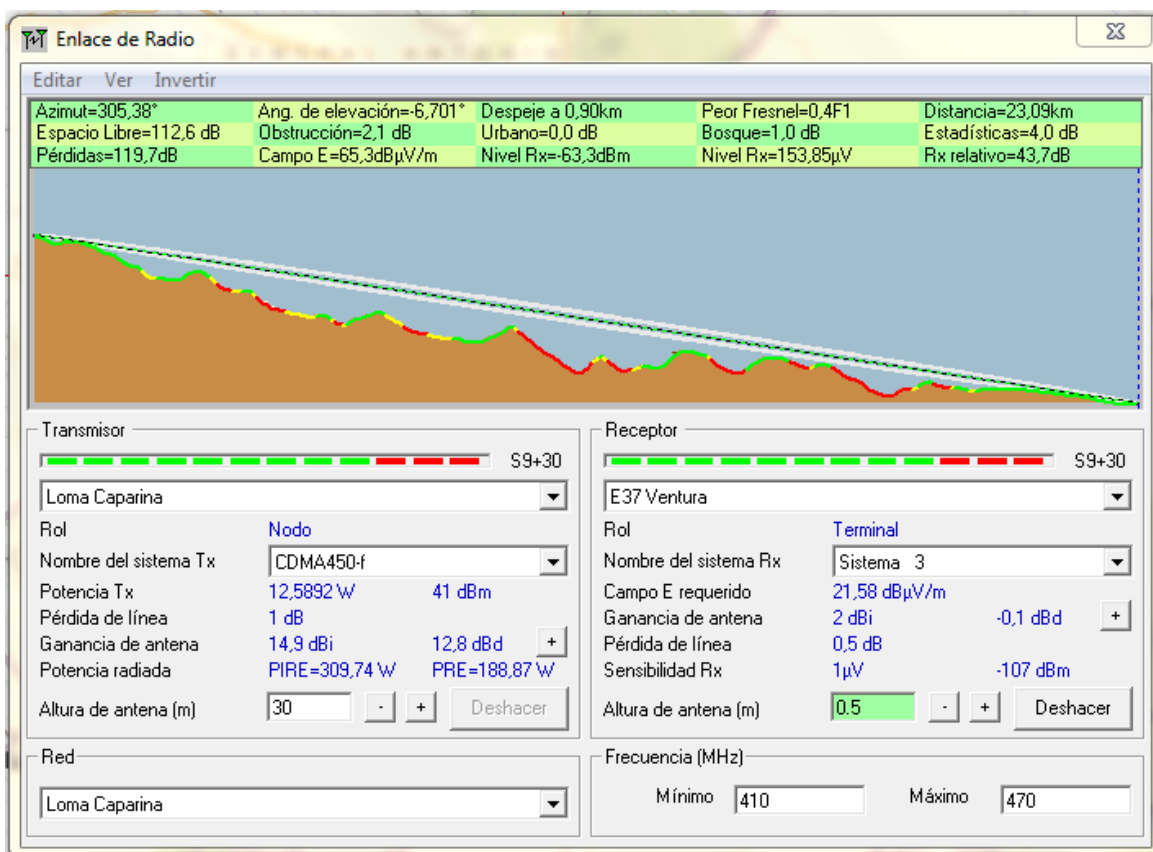 Enlace de Radio
Editar Ver Invertir
Azimut=305,38° Ang. de elevación=-6,701° Despeje a 0,90km Peor Fresnel=0,4F1 Distancia=23,09km
Espacio Libre=112,6 dB Obstrucción=2,1 dB Urbano=0,0 dB Bosque=1,0 dB Estadísticas=4,0 dB
Pérdidas=119,7dB Campo E=65,3dBμV/m Nivel Rx=-63,3dBm Nivel Rx=153,85μV Rx relativo=43,7dB
Transmisor
S9+30
Loma Caparina
Rol Nodo
Nombre del sistema Tx CDMA450-f
Potencia Tx 12,5892 W 41 dBm
Pérdida de línea 1 dB
Ganancia de antena 14,9 dBi 12,8 dBd +
Potencia radiada PIRE=309,74 W PRE=188,87 W
Altura de antena (m) 30 - + Deshacer
Red
Loma Caparina
Receptor
S9+30
E37 Ventura
Rol Terminal
Nombre del sistema Rx Sistema 3
Campo E requerido 21,58 dBμV/m
Ganancia de antena 2 dBi -0,1 dBd +
Pérdida de línea 0,5 dB
Sensibilidad Rx 1μV -107 dBm
Altura de antena (m) 0.5 - + Deshacer
Frecuencia (MHz)
Mínimo 410 Máximo 470